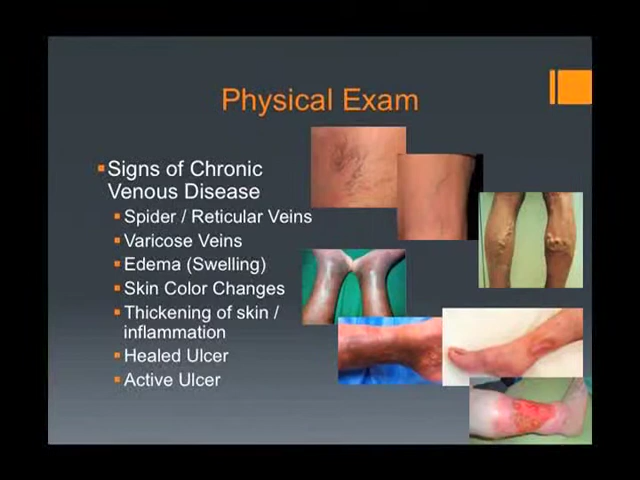 Physical Exam
Signs of Chronic
Venous Disease
Spider / Reticular Veins
Varicose Veins
Edema (Swelling)
Skin Color Changes
Thickening of skin /
inflammation
Healed Ulcer
Active Ulcer